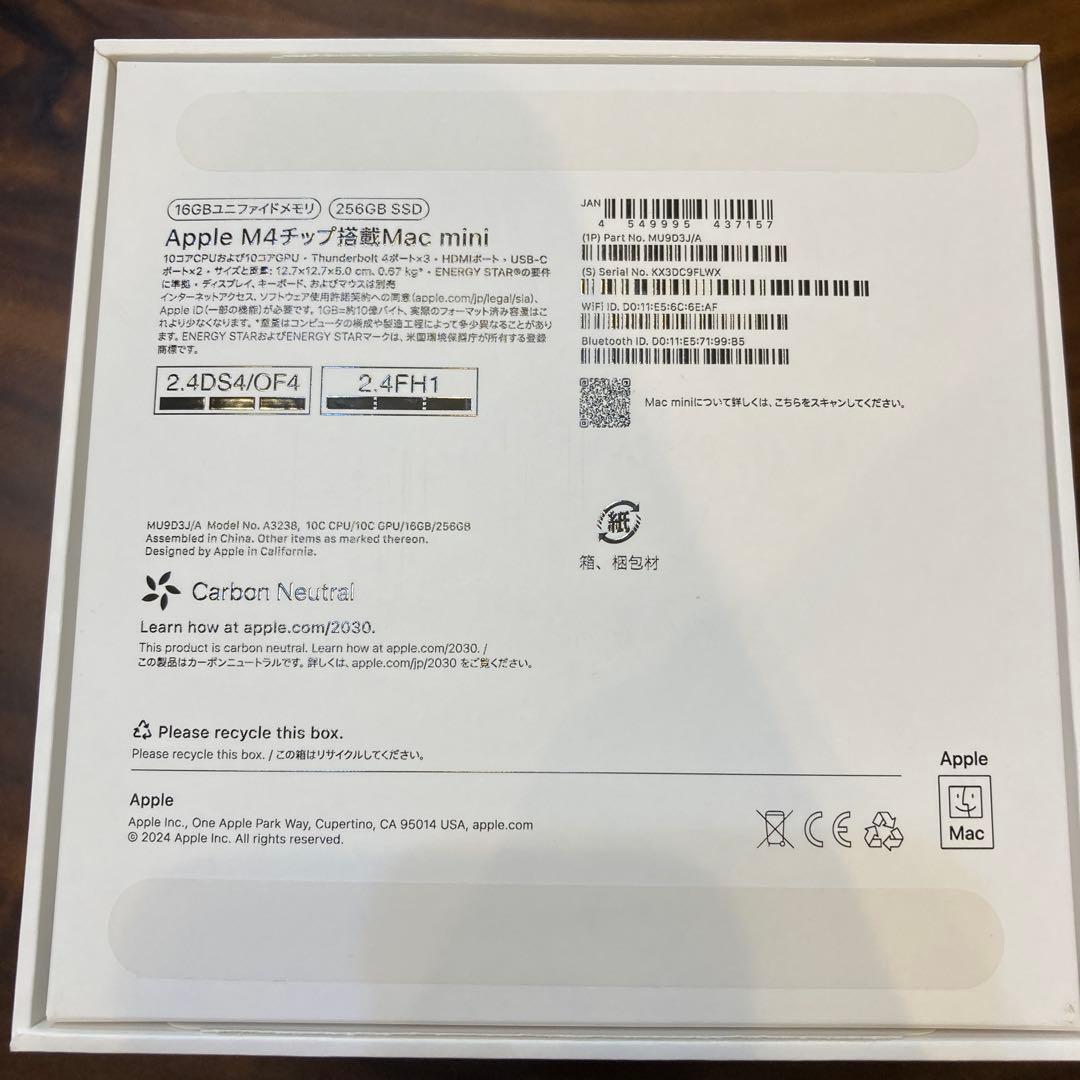 16GBユニファイドメモリ 256GB SSD
Apple M4チップ搭載Mac mini
10コアCPUおよび10コアGPU・Thunderbolt 4ポート×3・HDMIポート・USB-C
ポート×2・サイズと質量: 12.7×12.7×5.0 cm、0.67 kg*・ENERGY STAR®の要件
に準拠・ディスプレイ、キーボード、およびマウスは別売
インターネットアクセス、ソフトウェア使用許諾契約への同意(apple.com/jp/legal/sla)、
Apple ID(一部の機能)が必要です。1GB=約10億バイト、実際のフォーマット済み容量はこ
れより少なくなります。*質量はコンピュータの構成や製造工程によって多少異なることがあり
ます。ENERGY STARおよびENERGY STARマークは、米国環境保護庁が所有する登録
商標です。
2.4DS4/OF4 2.4FH1
JAN
4 549995 437157
(1P) Part No. MU9D3J/A
(S) Serial No. KX3DC9FLWX
WiFi ID. D0:11:E5:6C:6E:AF
Bluetooth ID. D0:11:E5:71:99:B5
Mac miniについて詳しくは、こちらをスキャンしてください。
MU9D3J/A Model No. A3238, 10C CPU/10C GPU/16GB/256GB
Assembled in China. Other items as marked thereon.
Designed by Apple in California.
紙
箱、梱包材
Carbon Neutral
Learn how at apple.com/2030.
This product is carbon neutral. Learn how at apple.com/2030. /
この製品はカーボンニュートラルです。詳しくは、apple.com/jp/2030 をご覧ください。
Please recycle this box.
Please recycle this box. / この箱はリサイクルしてください。
Apple
Apple Inc., One Apple Park Way, Cupertino, CA 95014 USA, apple.com
© 2024 Apple Inc. All rights reserved.
CE
Apple
Mac